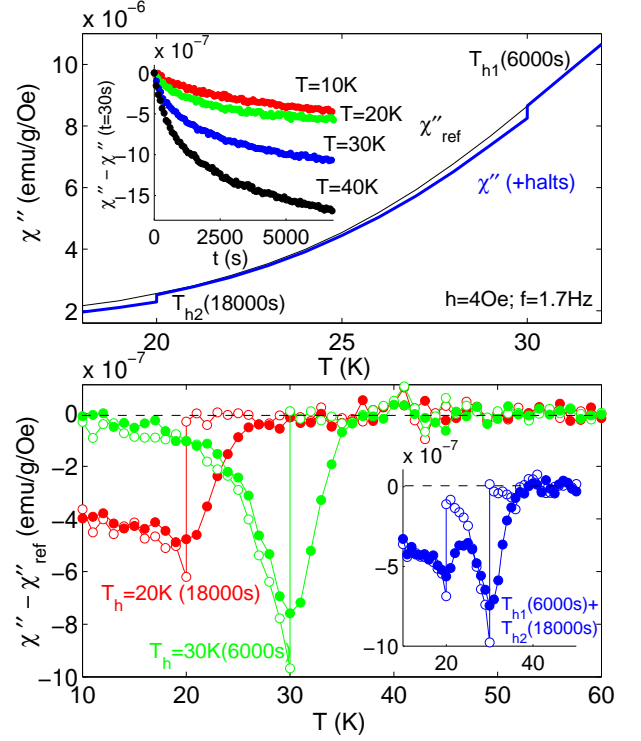 x 10⁻⁶
10
8
6
4
2
χ″ (emu/g/Oe)
20
25
30
T (K)
T_h1(6000s)
χ″_ref
χ″ (+halts)
T_h2(18000s)
h=4Oe; f=1.7Hz
x 10⁻⁷
0
−5
−10
−15
χ″ − χ″ (t=30s)
0
2500
5000
t (s)
T=10K
T=20K
T=30K
T=40K
x 10⁻⁷
0
−2
−4
−6
−8
−10
χ″ − χ″_ref (emu/g/Oe)
10
20
30
40
50
60
T (K)
T_h=20K (18000s)
T_h=30K(6000s)
x 10⁻⁷
0
−5
−10
20
40
T_h1(6000s)+
T_h2(18000s)